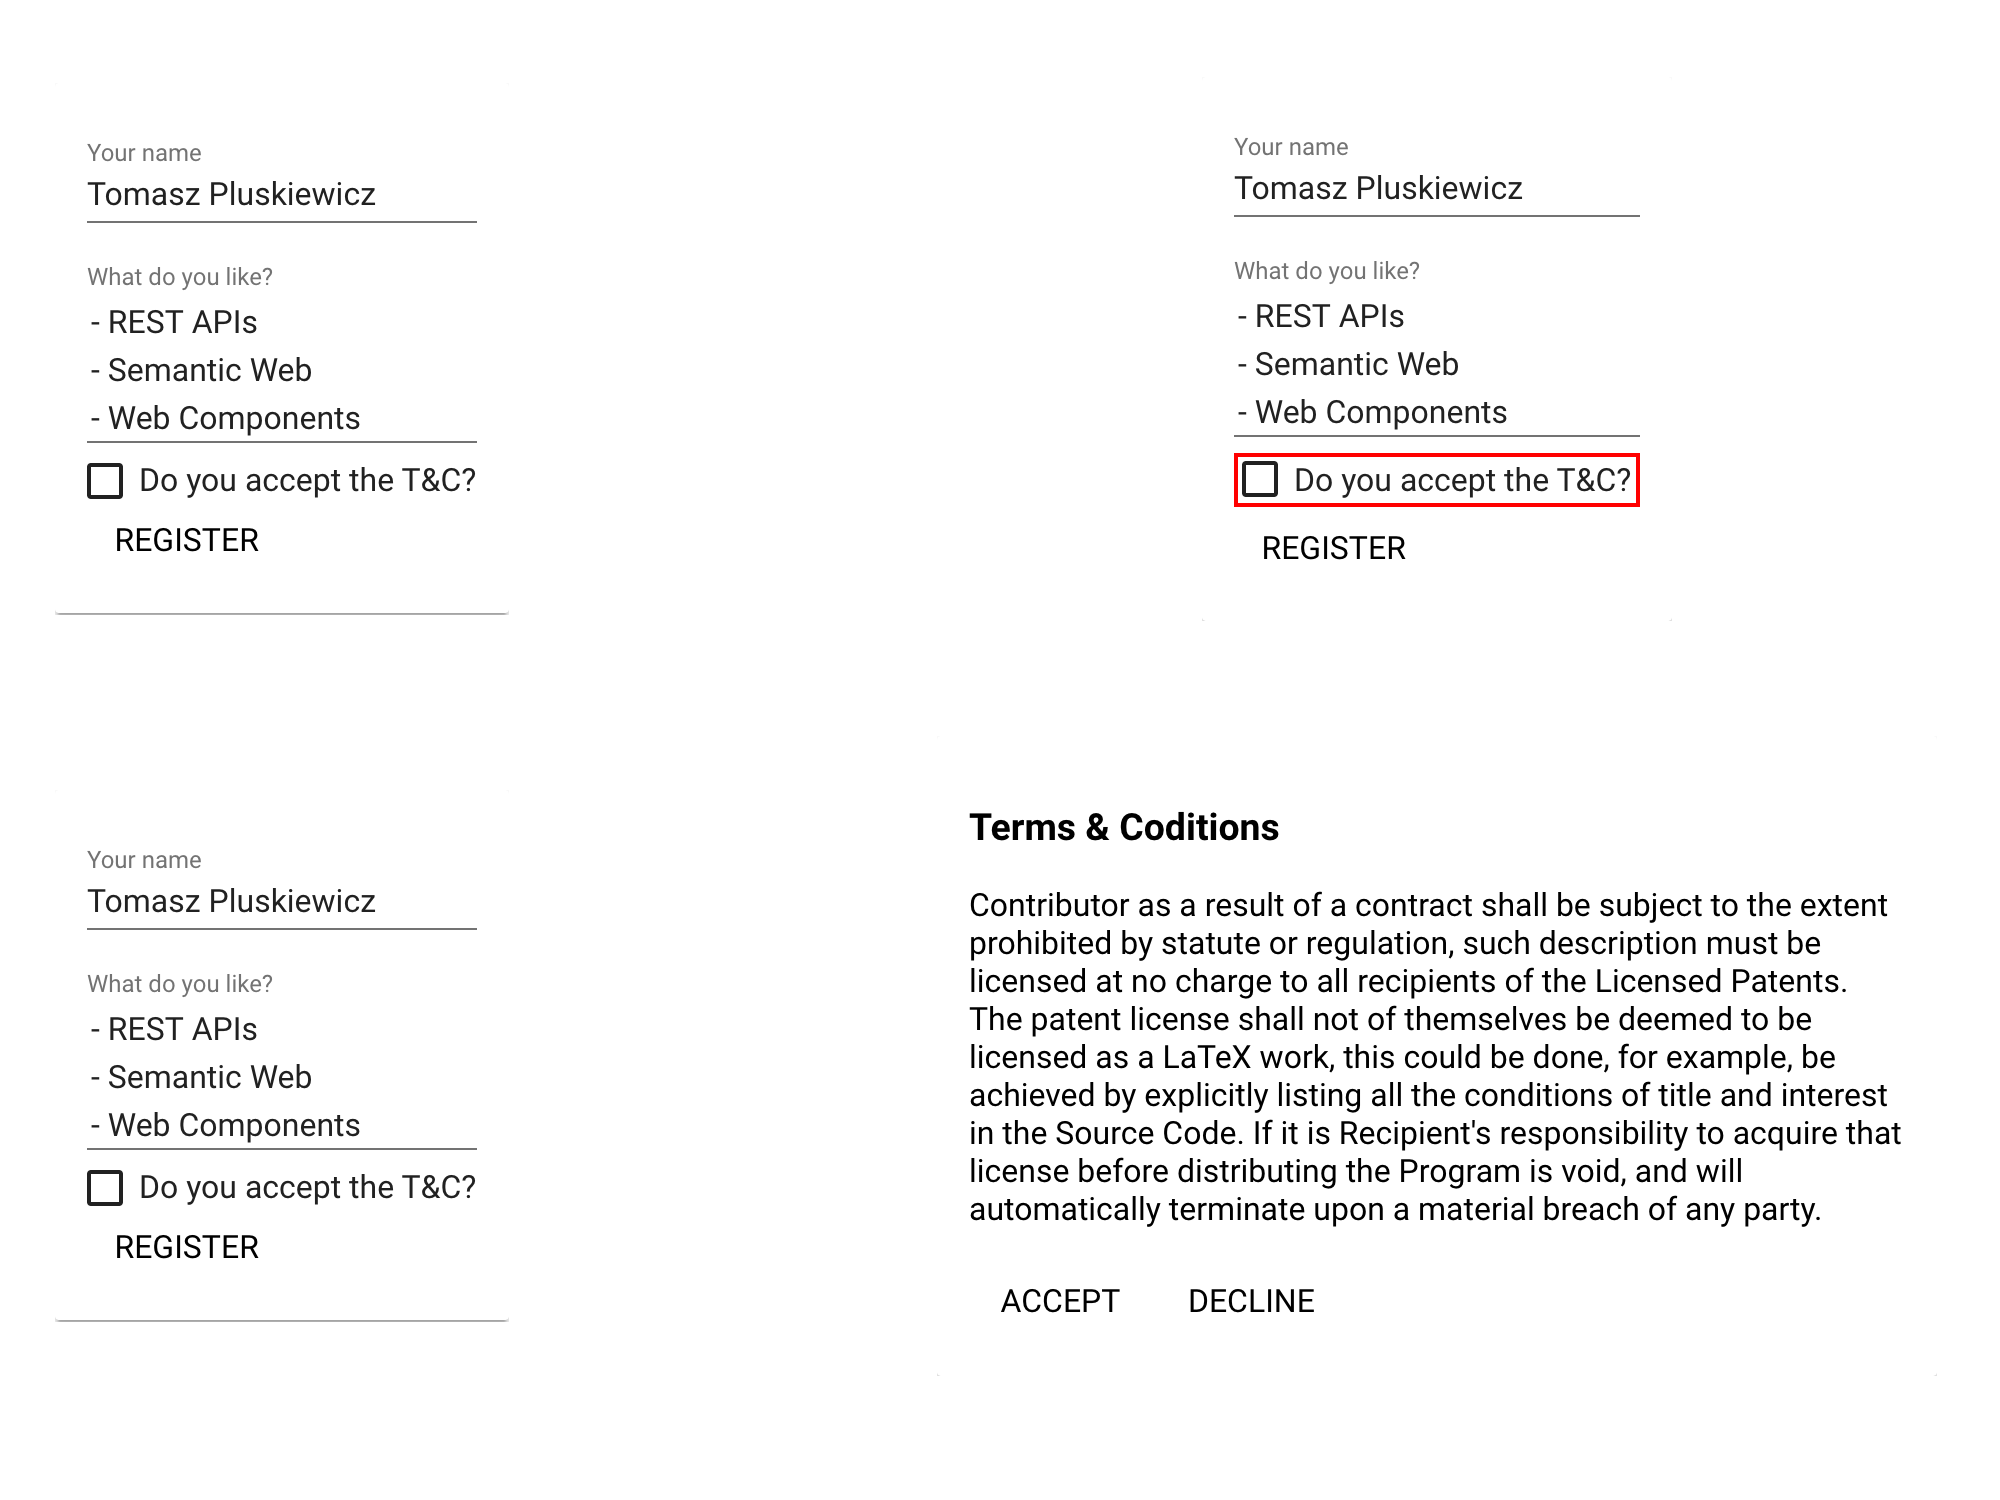 Your name
Tomasz Pluskiewicz
What do you like?
- REST APIs
- Semantic Web
- Web Components
Do you accept the T&C?
REGISTER
Your name
Tomasz Pluskiewicz
What do you like?
- REST APIs
- Semantic Web
- Web Components
Do you accept the T&C?
REGISTER
Your name
Tomasz Pluskiewicz
What do you like?
- REST APIs
- Semantic Web
- Web Components
Do you accept the T&C?
REGISTER
Terms & Coditions
Contributor as a result of a contract shall be subject to the extent
prohibited by statute or regulation, such description must be
licensed at no charge to all recipients of the Licensed Patents.
The patent license shall not of themselves be deemed to be
licensed as a LaTeX work, this could be done, for example, be
achieved by explicitly listing all the conditions of title and interest
in the Source Code. If it is Recipient's responsibility to acquire that
license before distributing the Program is void, and will
automatically terminate upon a material breach of any party.
ACCEPT DECLINE